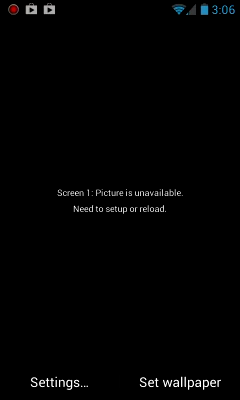 3:06
Screen 1: Picture is unavailable.
Need to setup or reload.
Settings... Set wallpaper